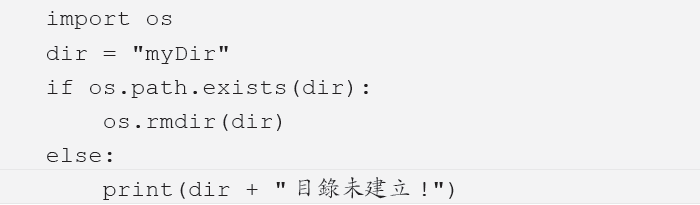 import os
dir = "myDir"
if os.path.exists(dir):
    os.rmdir(dir)
else:
    print(dir + " 目錄未建立!")